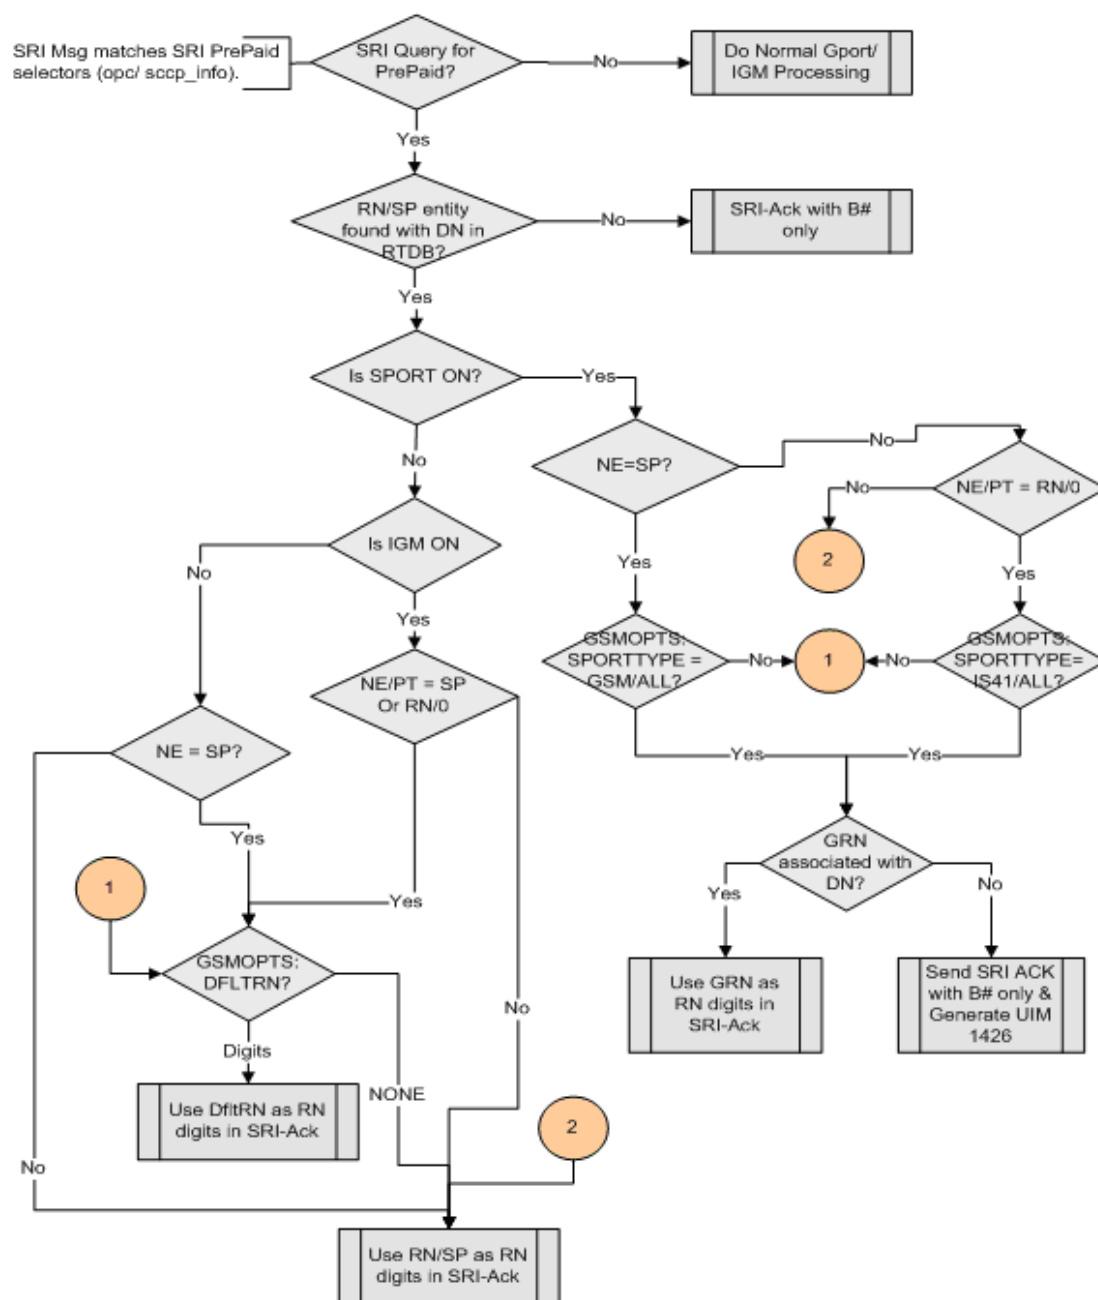 SRI Msg matches SRI PrePaid
selectors (opc/ sccp_info).
SRI Query for
PrePaid?
No
Do Normal Gport/
IGM Processing
Yes
RN/SP entity
found with DN in
RTDB?
No
SRI-Ack with B#
only
Yes
Is SPORT ON?
Yes
No
NE=SP?
No
NE/PT = RN/0
No
2
Yes
Yes
Is IGM ON
No
Yes
GSMOPTS:
SPORTTYPE =
GSM/ALL?
No
1
No
GSMOPTS:
SPORTTYPE=
IS41/ALL?
NE/PT = SP
Or RN/0
NE = SP?
Yes
Yes
Yes
GRN
associated with
DN?
Yes
No
1
Yes
GSMOPTS:
DFLTRN?
Use GRN as
RN digits in
SRI-Ack
Send SRI ACK
with B# only &
Generate UIM
1426
No
Digits
NONE
Use DfltRN as RN
digits in SRI-Ack
2
No
Use RN/SP as RN
digits in SRI-Ack